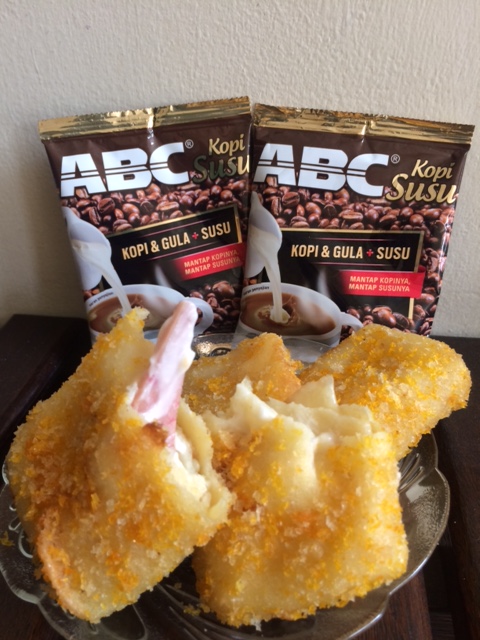 ABC®
Kopi
Susu
KOPI & GULA + SUSU
MANTAP KOPINYA,
MANTAP SUSUNYA
ABC®
Kopi
Susu
KOPI & GULA + SUSU
MANTAP KOPINYA,
MANTAP SUSUNYA